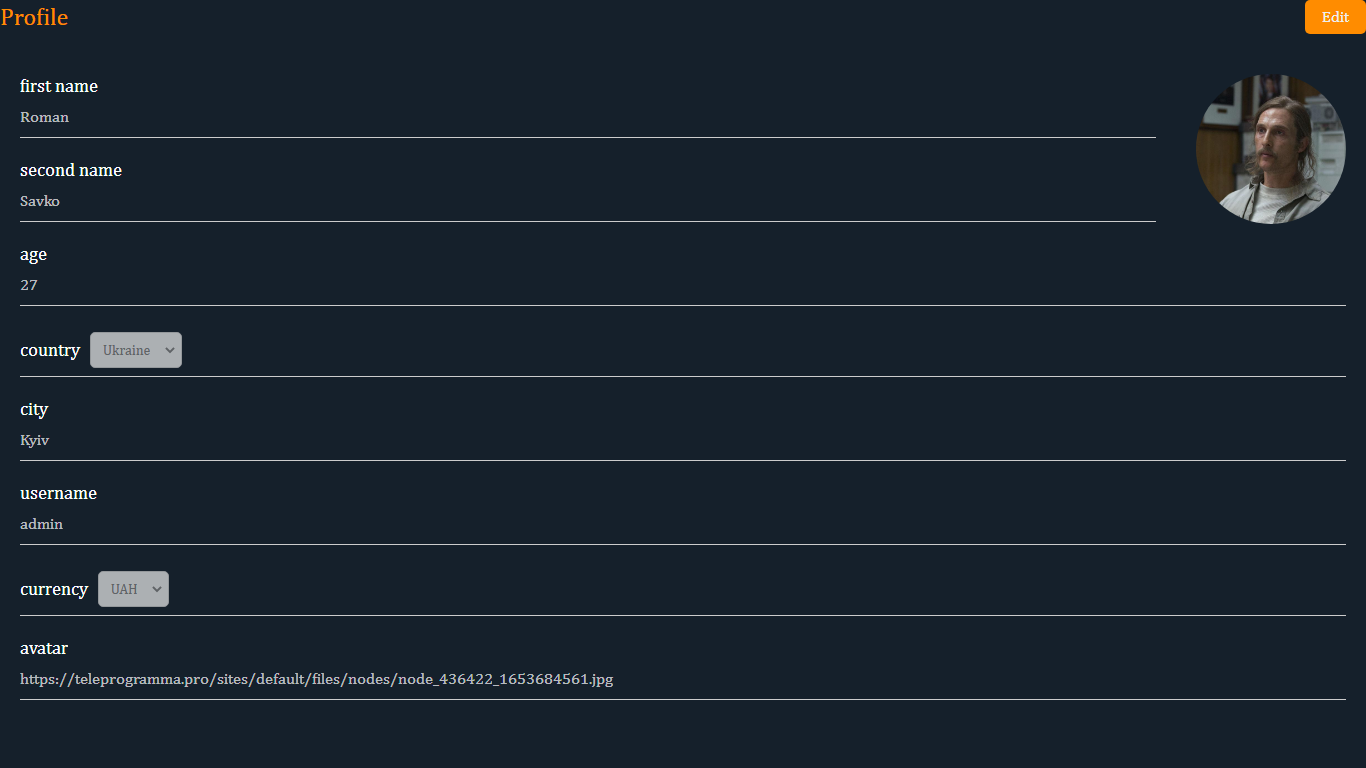 Profile
Edit
first name
Roman
second name
Savko
age
27
country Ukraine
city
Kyiv
username
admin
currency UAH
avatar
https://teleprogramma.pro/sites/default/files/nodes/node_436422_1653684561.jpg